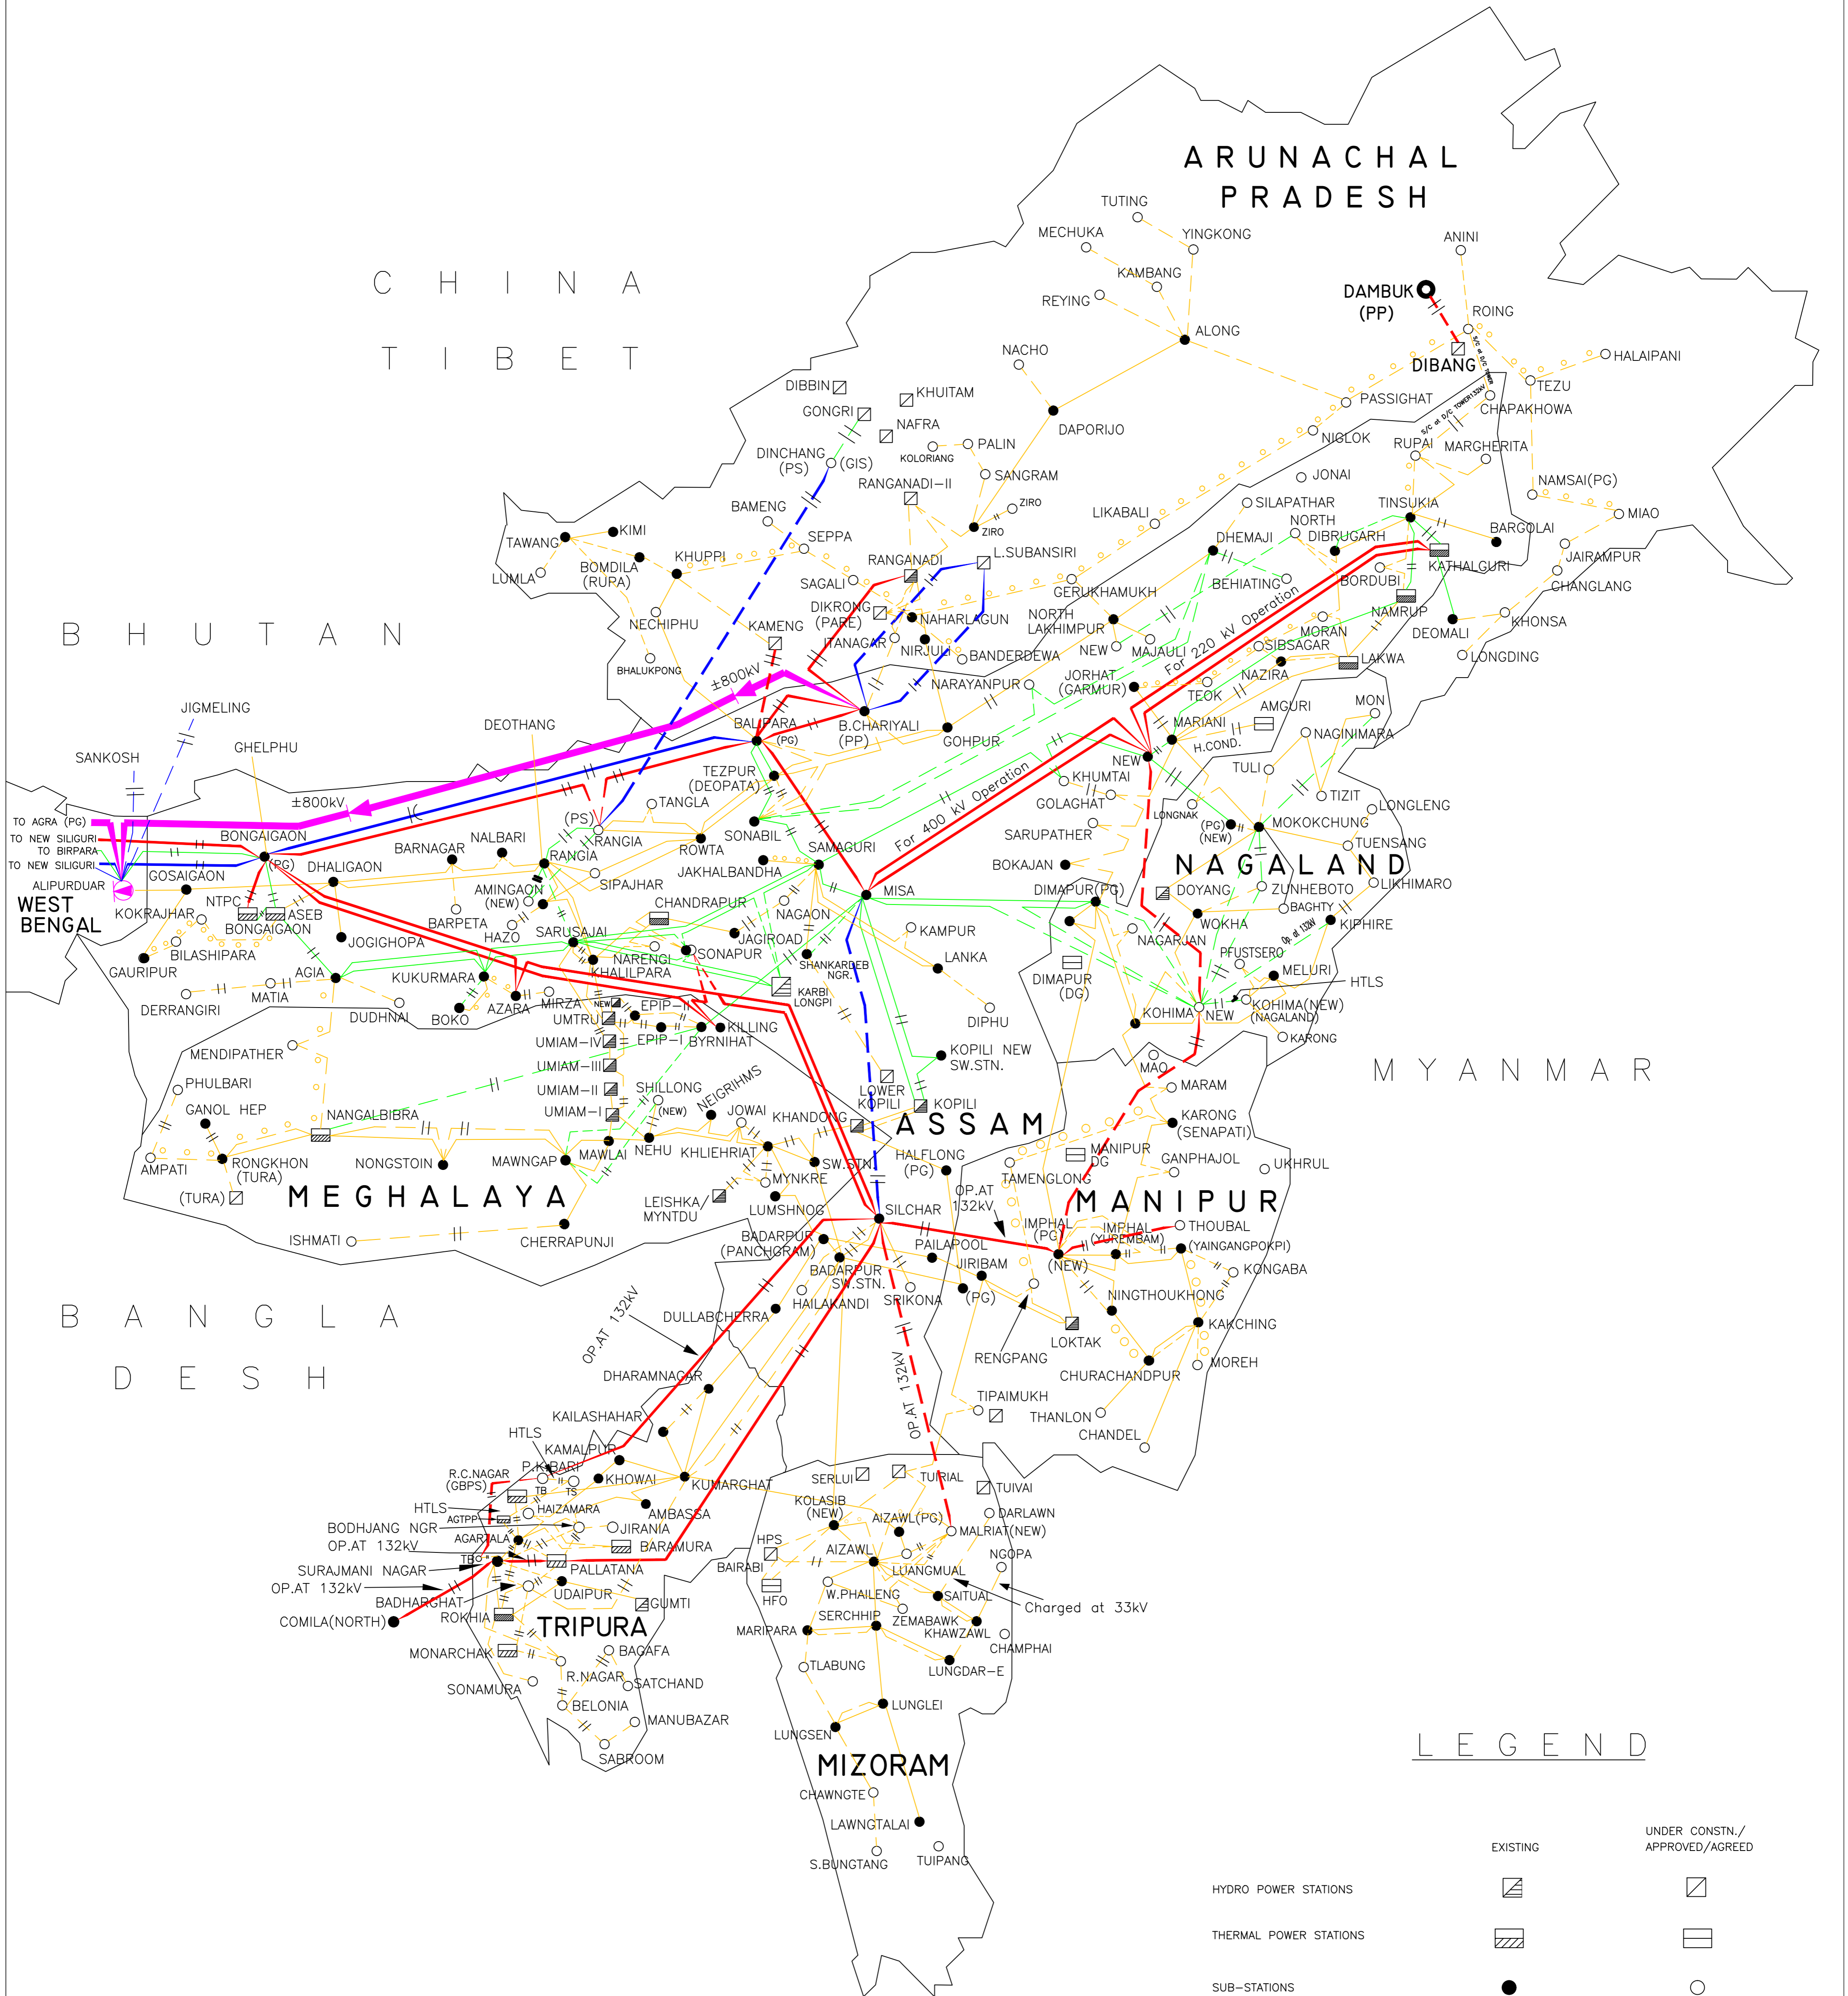 ARUNACHAL
PRADESH
TUTING
MECHUKA
YINGKONG
ANINI
CHINA
KAMBANG
DAMBUK
(PP)
REYING
ROING
ALONG
TIBET
NACHO
S/C at D/C TOWER
HALAIPANI
DIBANG
DIBBIN
KHUITAM
TEZU
GONGRI
PASSIGHAT
S/C at D/C TOWER132kV
CHAPAKHOWA
NAFRA
DAPORIJO
NIGLOK
RUPAI
MARGHERITA
PALIN
KOLORIANG
DINCHANG
(PS)
(GIS)
SANGRAM
JONAI
RANGANADI-II
NAMSAI(PG)
BAMENG
ZIRO
SILAPATHAR
TINSUKIA
MIAO
LIKABALI
NORTH
KIMI
SEPPA
ZIRO
BARGOLAI
TAWANG
DHEMAJI
DIBRUGARH
JAIRAMPUR
KHUPPI
RANGANADI
L.SUBANSIRI
KATHALGURI
LUMLA
BOMDILA
(RUPA)
SAGALI
BEHIATING
BORDUBI
CHANGLANG
GERUKHAMUKH
NAMRUP
DIKRONG
(PARE)
NAHARLAGUN
NORTH
LAKHIMPUR
For 220 kV Operation
MORAN
DEOMALI
KHONSA
BHUTAN
NECHIPHU
KAMENG
ITANAGAR
NIRJULI
NEW
MAJAULI
SIBSAGAR
LONGDING
BHALUKPONG
BANDERDEWA
NAZIRA
LAKWA
±800kV
NARAYANPUR
JORHAT
(GARMUR)
TEOK
JIGMELING
AMGURI
MON
DEOTHANG
BALIPARA
(PG)
B.CHARIYALI
(PP)
GOHPUR
MARIANI
H.COND.
NAGINIMARA
GHELPHU
SANKOSH
NEW
TULI
TEZPUR
(DEOPATA)
KHUMTAI
TIZIT
±800kV
TANGLA
GOLAGHAT
LONGNAK
LONGLENG
TO AGRA (PG)
(PS)
For 400 kV Operation
(PG)
(NEW)
MOKOKCHUNG
TO NEW SILIGURI
BONGAIGAON
SONABIL
SARUPATHER
TUENSANG
TO BIRPARA
NALBARI
RANGIA
ROWTA
SAMAGURI
TO NEW SILIGURI
BARNAGAR
(PG)
DHALIGAON
RANGIA
NAGALAND
GOSAIGAON
JAKHALBANDHA
BOKAJAN
LIKHIMARO
ALIPURDUAR
SIPAJHAR
MISA
DIMAPUR(PG)
DOYANG
ZUNHEBOTO
WEST
BENGAL
NTPC
ASEB
AMINGAON
(NEW)
CHANDRAPUR
BAGHTY
KOKRAJHAR
BONGAIGAON
BARPETA
NAGAON
WOKHA
KIPHIRE
BILASHIPARA
JOGIGHOPA
HAZO
SARUSAJAI
JAGIROAD
KAMPUR
NAGARJAN
Op. at 132kV
NARENGI
SONAPUR
SHANKARDEB
NGR.
LANKA
PFUSTSERO
GAURIPUR
AGIA
KUKURMARA
KHALILPARA
DIMAPUR
(DG)
MELURI
HTLS
MATIA
KARBI
LONGPI
DERRANGIRI
DUDHNAI
BOKO
AZARA
MIRZA
NEW
EPIP-II
DIPHU
KOHIMA
NEW
KOHIMA(NEW)
(NAGALAND)
UMTRU
KILLING
KARONG
UMIAM-IV
EPIP-I
BYRNIHAT
MENDIPATHER
KOPILI NEW
SW.STN.
MAO
MYANMAR
UMIAM-III
PHULBARI
UMIAM-II
SHILLONG
(NEW)
NEIGRIHMS
LOWER
KOPILI
KOPILI
MARAM
GANOL HEP
NANGALBIBRA
UMIAM-I
JOWAI
KHANDONG
ASSAM
KARONG
(SENAPATI)
AMPATI
RONGKHON
(TURA)
NONGSTOIN
MAWNGAP
MAWLAI
NEHU
KHLIEHRIAT
SW.STN.
HALFLONG
(PG)
MANIPUR
DG
GANPHAJOL
UKHRUL
(TURA)
MEGHALAYA
LEISHKA/
MYNTDU
MYNKRE
OP.AT
132kV
TAMENGLONG
MANIPUR
LUMSHNOG
SILCHAR
IMPHAL
(PG)
IMPHAL
(YUREMBAM)
THOUBAL
ISHMATI
CHERRAPUNJI
BADARPUR
(PANCHGRAM)
PAILAPOOL
(NEW)
(YAINGANGPOKPI)
BADARPUR
SW.STN.
JIRIBAM
(PG)
KONGABA
BANGLA
DESH
HAILAKANDI
SRIKONA
NINGTHOUKHONG
DULLABCHERRA
OP.AT 132kV
LOKTAK
KAKCHING
RENGPANG
MOREH
OP.AT 132kV
CHURACHANDPUR
DHARAMNAGAR
TIPAIMUKH
THANLON
KAILASHAHAR
CHANDEL
HTLS
KAMALPUR
P.K.BARI
R.C.NAGAR
(GBPS)
TB
TS
KHOWAI
KUMARGHAT
SERLUI
TUIRIAL
TUIVAI
HTLS
HAIZAMARA
KOLASIB
(NEW)
AGTPP
AMBASSA
AIZAWL(PG)
DARLAWN
BODHJANG NGR
JIRANIA
MALRIAT(NEW)
OP.AT 132kV
AGARTALA
BARAMURA
HPS
AIZAWL
NGOPA
TB
SURAJMANI NAGAR
PALLATANA
BAIRABI
LUANGMUAL
OP.AT 132kV
BADHARGHAT
UDAIPUR
HFO
W.PHAILENG
SAITUAL
ROKHIA
GUMTI
SERCHHIP
ZEMABAWK
Charged at 33kV
COMILA(NORTH)
TRIPURA
MARIPARA
KHAWZAWL
CHAMPHAI
MONARCHAK
BAGAFA
TLABUNG
LUNGDAR-E
R.NAGAR
SATCHAND
SONAMURA
BELONIA
LUNGLEI
MANUBAZAR
LUNGSEN
SABROOM
LEGEND
MIZORAM
CHAWNGTE
LAWNGTALAI
S.BUNGTANG
TUIPANG
EXISTING
UNDER CONSTN./
APPROVED/AGREED
HYDRO POWER STATIONS
THERMAL POWER STATIONS
SUB-STATIONS